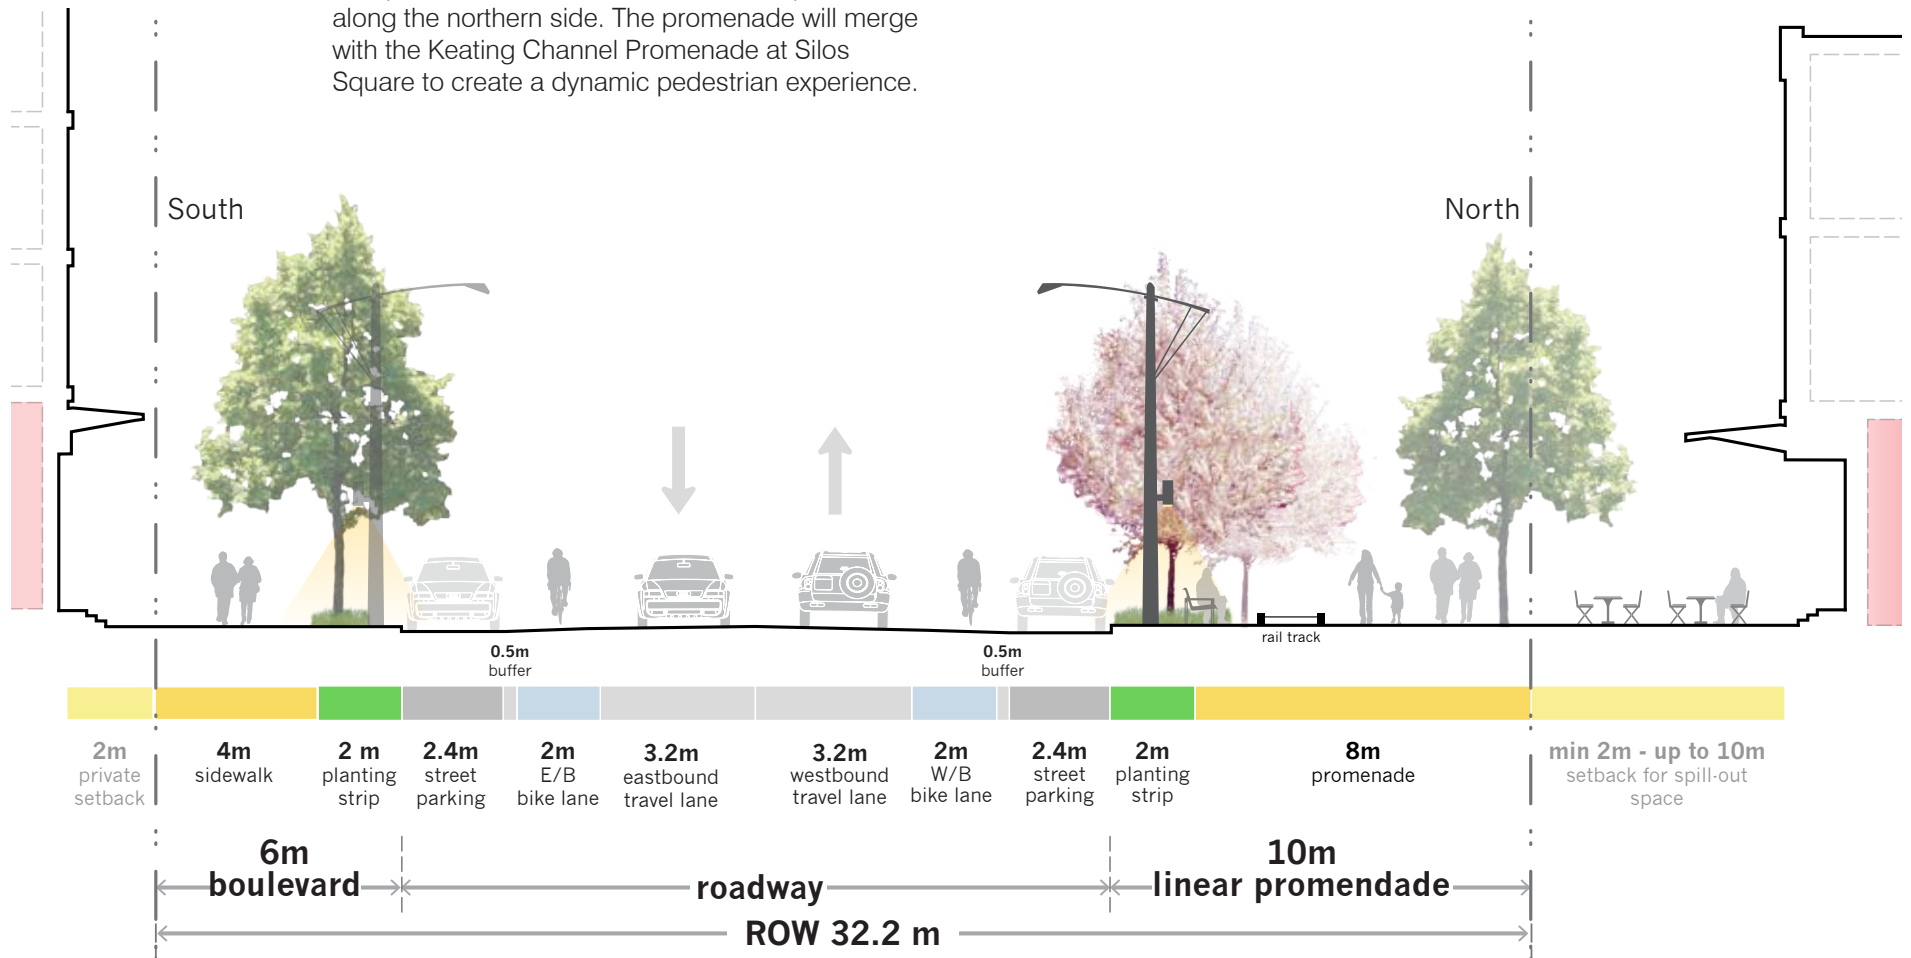 along the northern side. The promenade will merge
with the Keating Channel Promenade at Silos
Square to create a dynamic pedestrian experience.
South
North
rail track
0.5m
buffer
0.5m
buffer
2m
private
setback
4m
sidewalk
2 m
planting
strip
2.4m
street
parking
2m
E/B
bike lane
3.2m
eastbound
travel lane
3.2m
westbound
travel lane
2m
W/B
bike lane
2.4m
street
parking
2m
planting
strip
8m
promenade
min 2m - up to 10m
setback for spill-out
space
6m
boulevard
roadway
10m
linear promendade
ROW 32.2 m